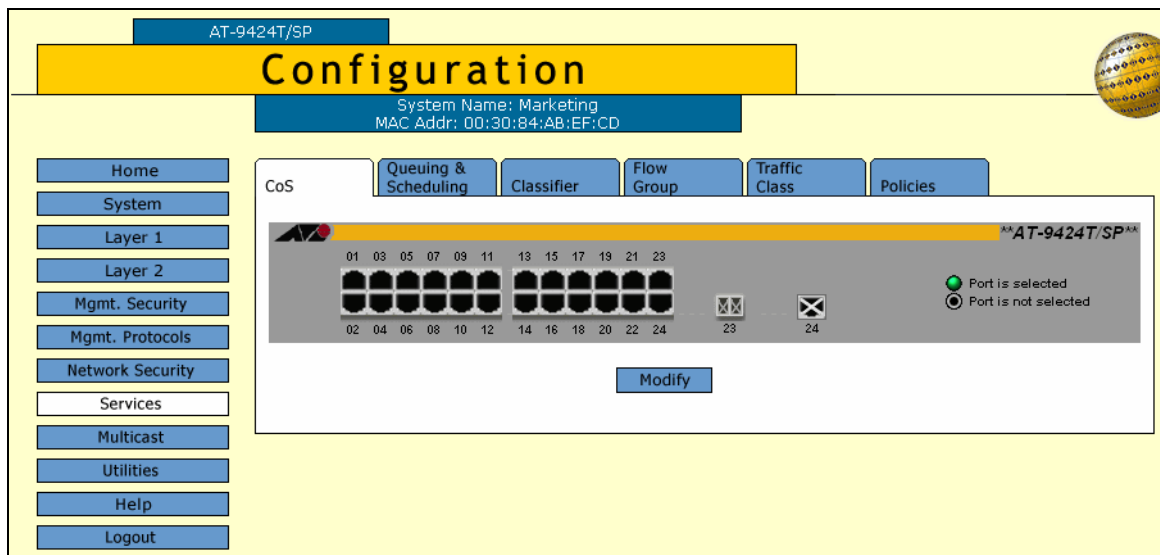 AT-9424T/SP
Configuration
System Name: Marketing
MAC Addr: 00:30:84:AB:EF:CD
Home
System
Layer 1
Layer 2
Mgmt. Security
Mgmt. Protocols
Network Security
Services
Multicast
Utilities
Help
Logout
CoS
Queuing &
Scheduling
Classifier
Flow
Group
Traffic
Class
Policies
**AT-9424T/SP**
01 03 05 07 09 11 13 15 17 19 21 23
02 04 06 08 10 12 14 16 18 20 22 24 23 24
Port is selected
Port is not selected
Modify